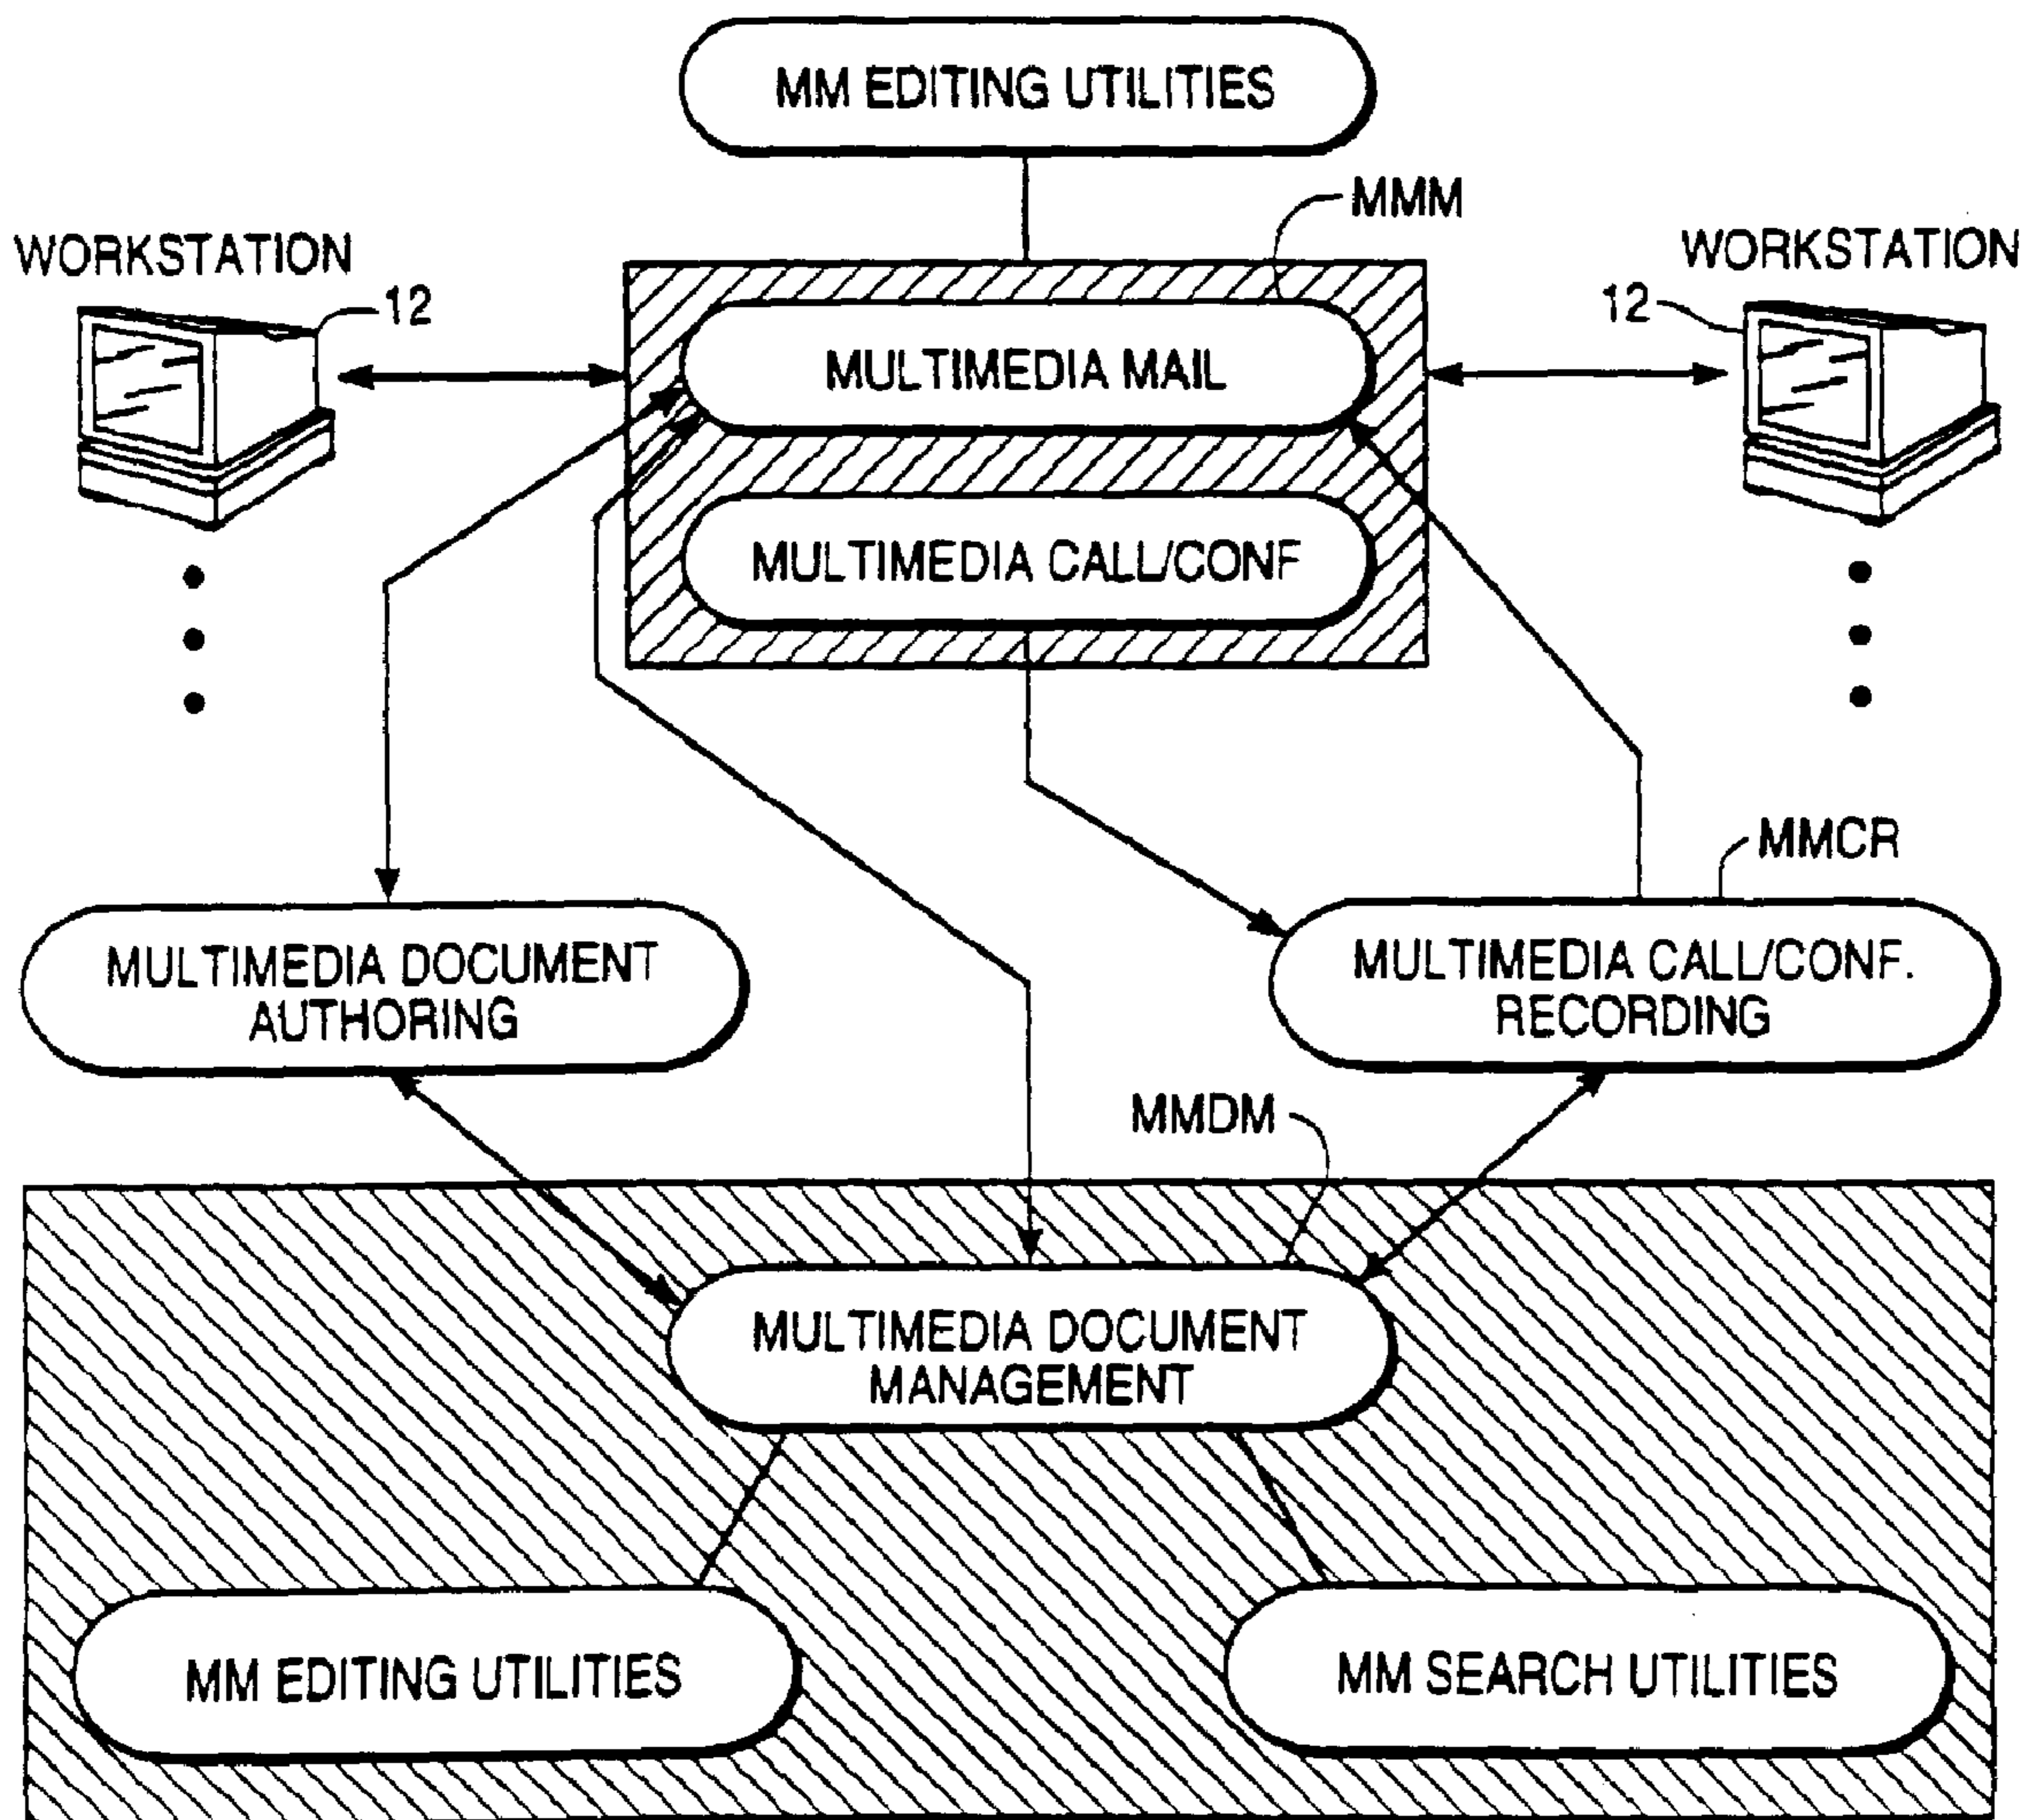 MM EDITING UTILITIES
MMM
WORKSTATION
WORKSTATION
12
12
MULTIMEDIA MAIL
MULTIMEDIA CALL/CONF
MMCR
MULTIMEDIA DOCUMENT
AUTHORING
MULTIMEDIA CALL/CONF.
RECORDING
MMDM
MULTIMEDIA DOCUMENT
MANAGEMENT
MM EDITING UTILITIES
MM SEARCH UTILITIES